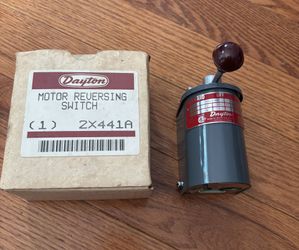 Dayton
MOTOR REVERSING
SWITCH
(1) 2X441A
Dayton